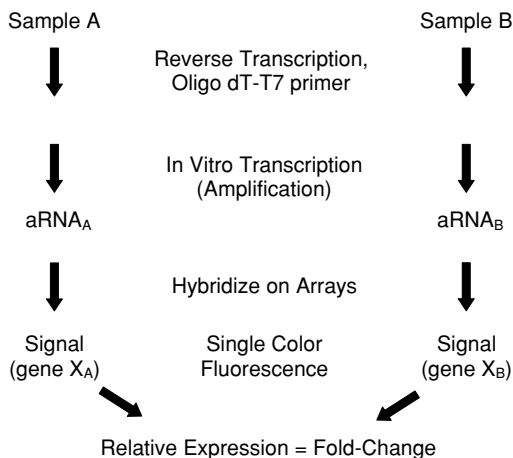 Sample A
Sample B
Reverse Transcription,
Oligo dT-T7 primer
In Vitro Transcription
(Amplification)
aRNAA
aRNAB
Hybridize on Arrays
Signal
(gene XA)
Single Color
Fluorescence
Signal
(gene XB)
Relative Expression = Fold-Change